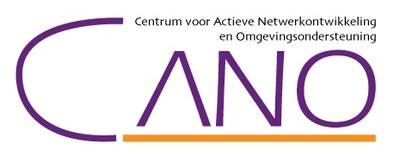 Centrum voor Actieve Netwerkontwikkeling
en Omgevingsondersteuning
CANO